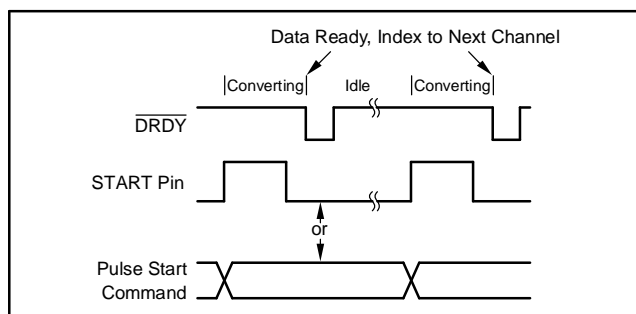 Data Ready, Index to Next Channel
Converting Idle Converting
DRDY
START Pin
or
Pulse Start
Command